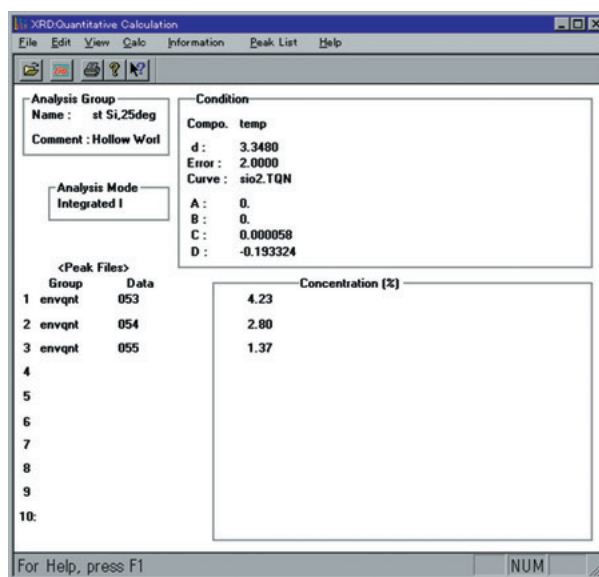 XRD:Quantitative Calculation
File Edit View Calc Information Peak List Help
Analysis Group
Name : st Si,25deg
Comment : Hollow Worl
Analysis Mode
Integrated I
Condition
Compo. temp
d : 3.3480
Error : 2.0000
Curve : sio2.TQN
A : 0.
B : 0.
C : 0.000058
D : -0.193324
<Peak Files>
Group Data
Concentration (%)
1 envqnt 053 4.23
2 envqnt 054 2.80
3 envqnt 055 1.37
4
5
6
7
8
9
10:
For Help, press F1 NUM